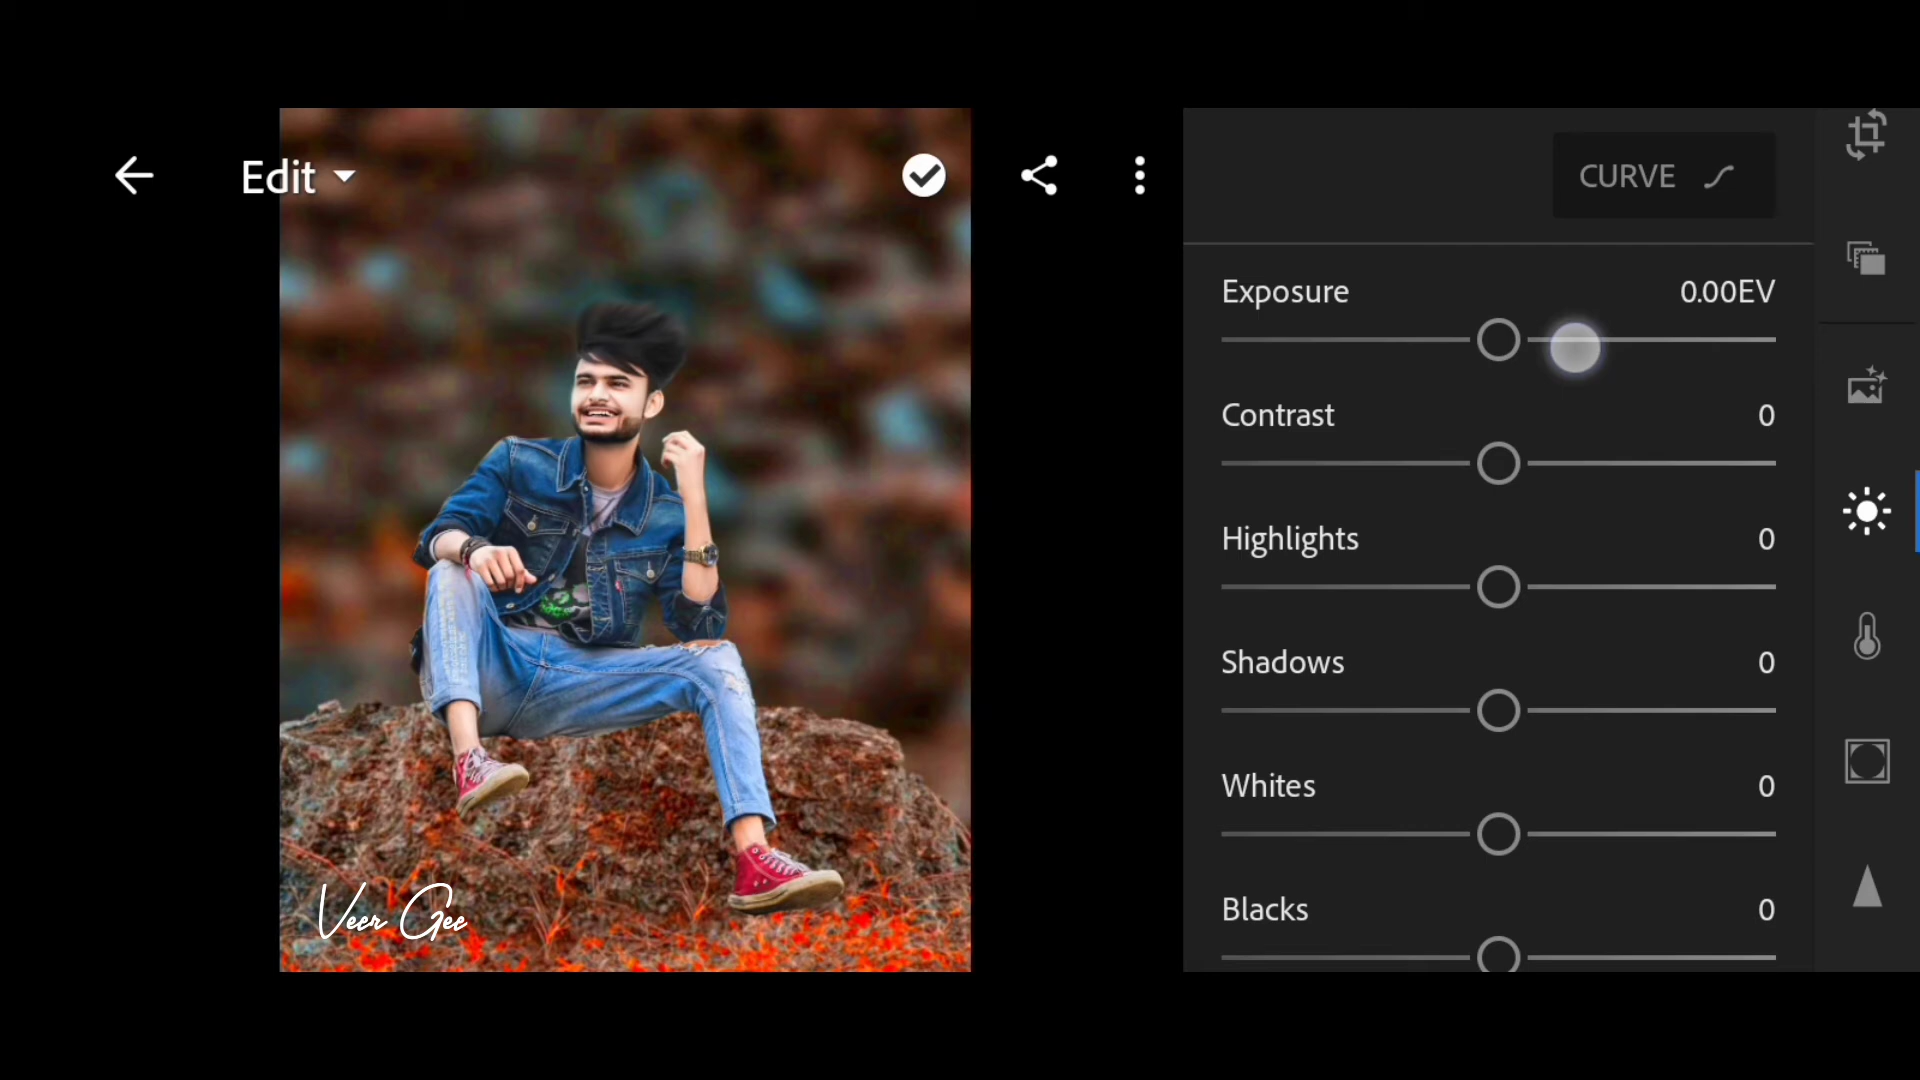 Edit
CURVE
Exposure 0.00EV
Contrast 0
Highlights 0
Shadows 0
Whites 0
Blacks 0
Veer Gee